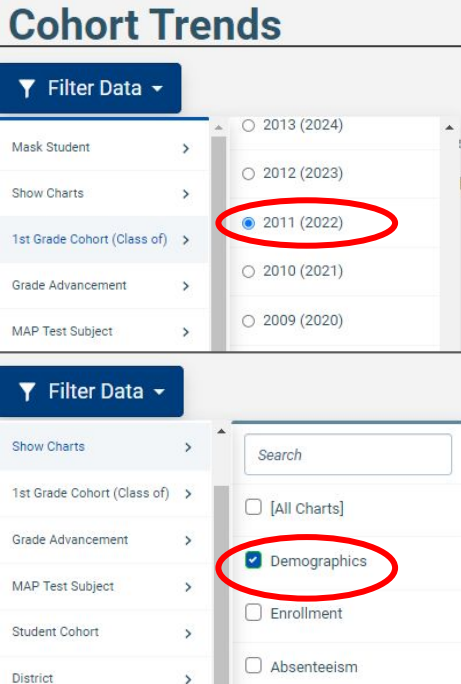 Cohort Trends
Filter Data
Mask Student
Show Charts
1st Grade Cohort (Class of)
Grade Advancement
MAP Test Subject
2013 (2024)
2012 (2023)
2011 (2022)
2010 (2021)
2009 (2020)
Filter Data
Show Charts
1st Grade Cohort (Class of)
Grade Advancement
MAP Test Subject
Student Cohort
District
Search
[All Charts]
Demographics
Enrollment
Absenteeism